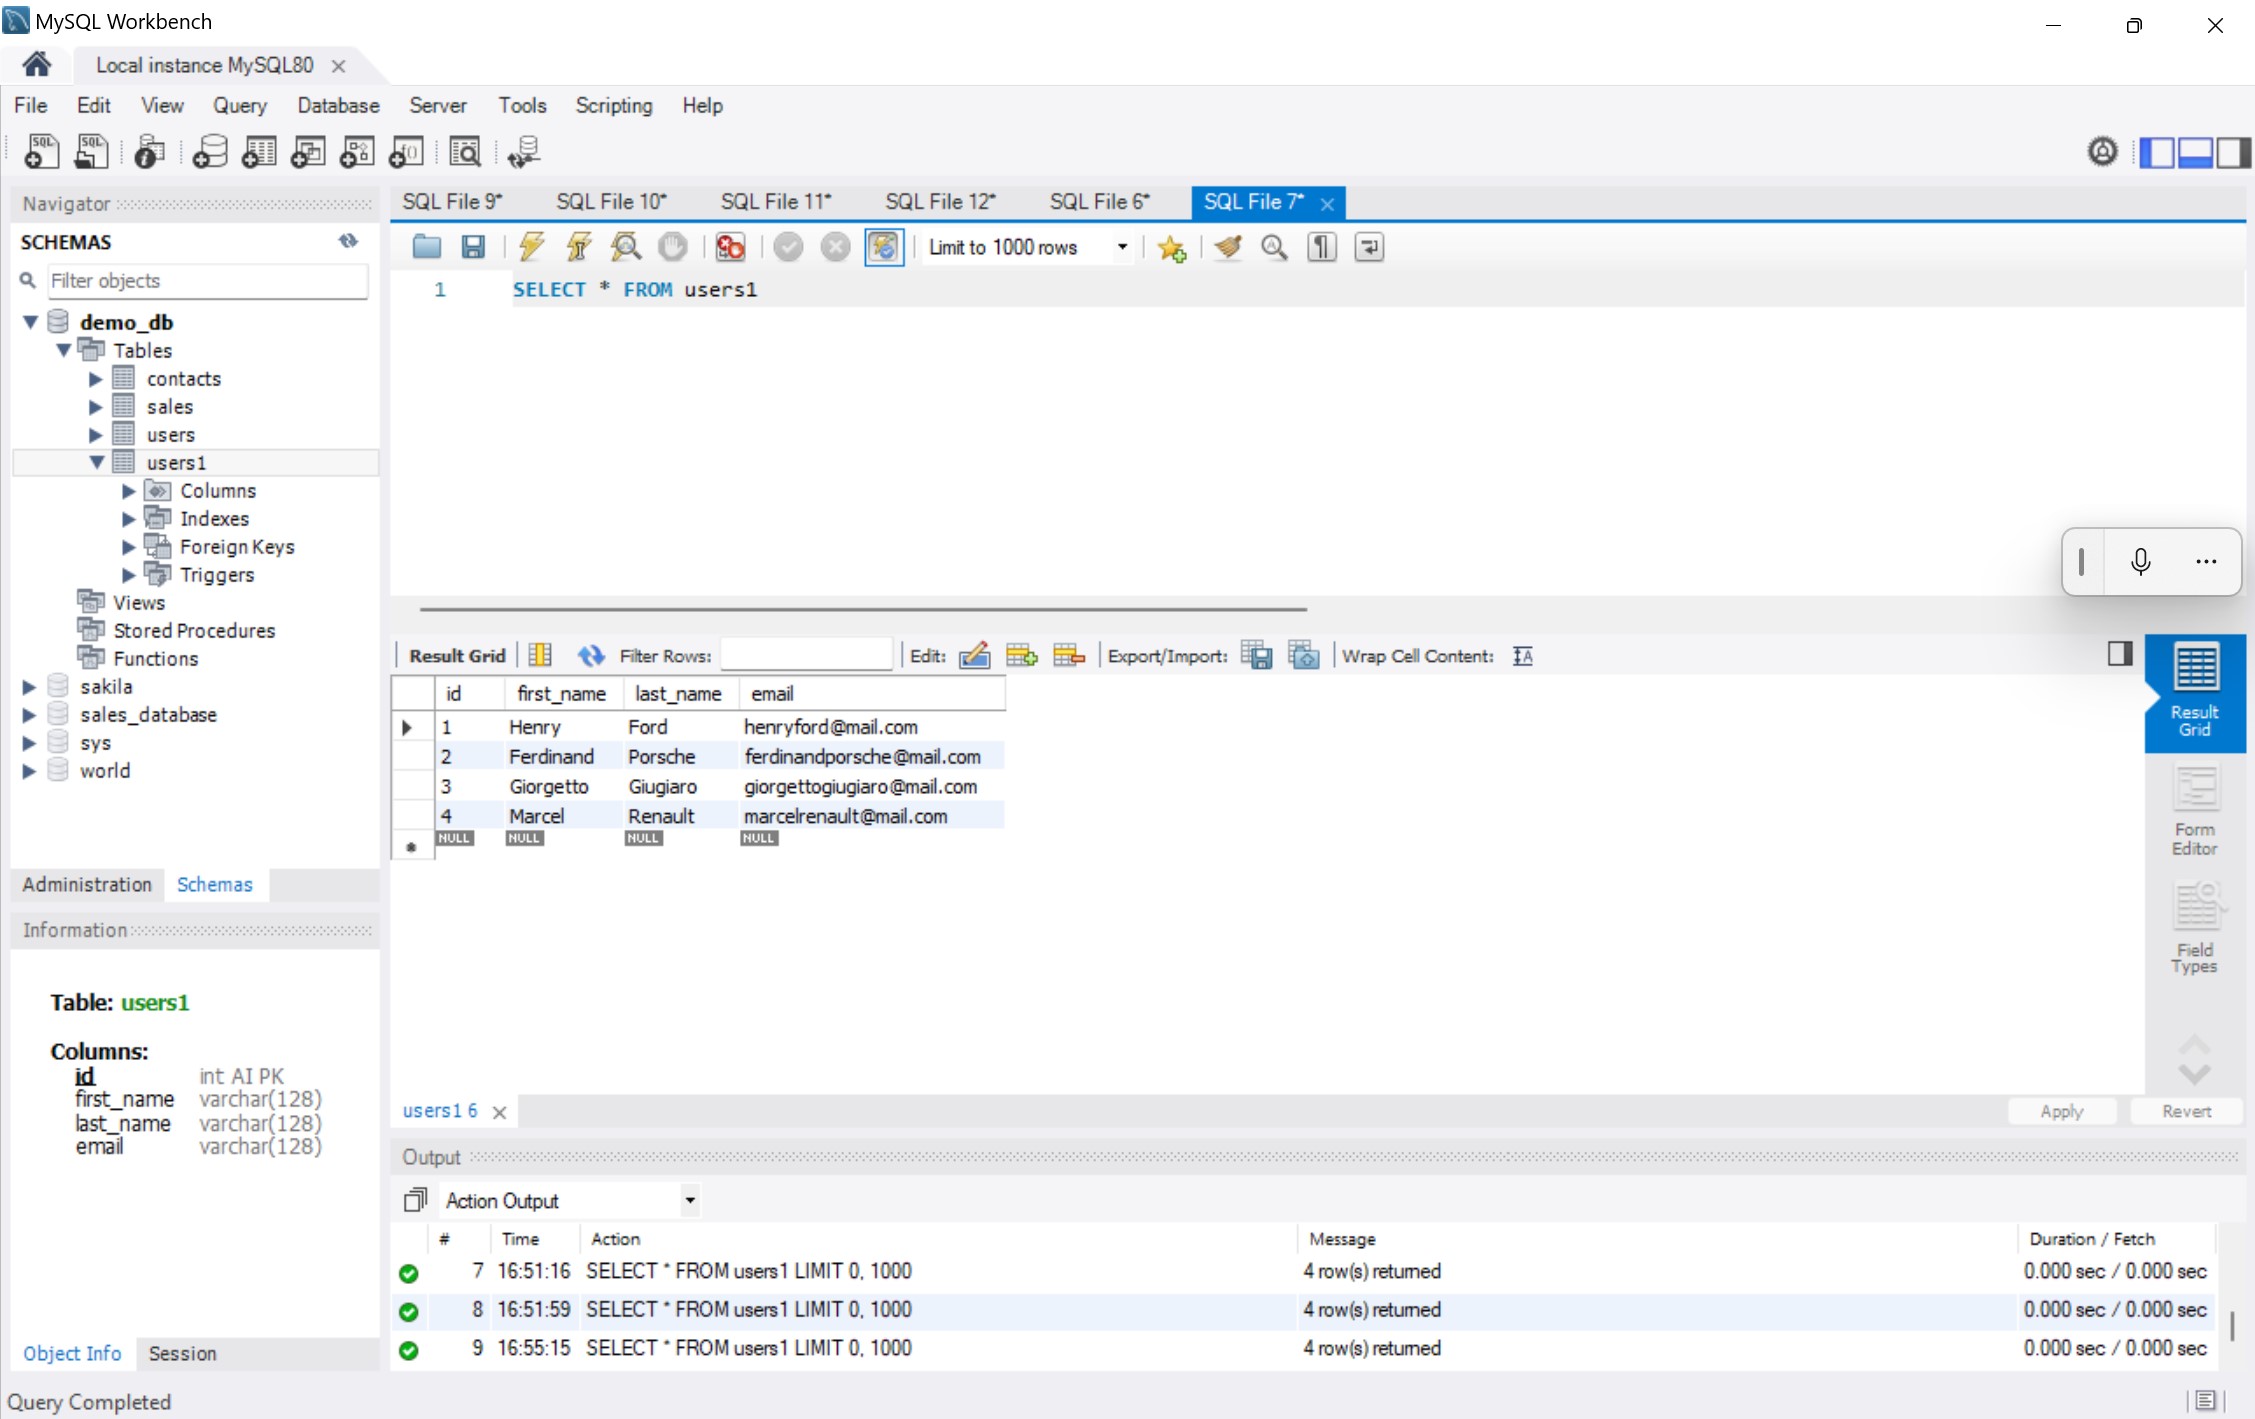 MySQL Workbench
Local instance MySQL80
File Edit View Query Database Server Tools Scripting Help
Navigator
SCHEMAS
Filter objects
demo_db
Tables
contacts
sales
users
users1
Columns
Indexes
Foreign Keys
Triggers
Views
Stored Procedures
Functions
sakila
sales_database
sys
world
Administration Schemas
Information
Table: users1
Columns:
id int AI PK
first_name varchar(128)
last_name varchar(128)
email varchar(128)
Object Info Session
SQL File 9* SQL File 10* SQL File 11* SQL File 12* SQL File 6* SQL File 7*
Limit to 1000 rows
1 SELECT * FROM users1
Result Grid Filter Rows: Edit: Export/Import: Wrap Cell Content:
id first_name last_name email
1 Henry Ford henryford@mail.com
2 Ferdinand Porsche ferdinandporsche@mail.com
3 Giorgetto Giugiaro giorgettogiugiaro@mail.com
4 Marcel Renault marcelrenault@mail.com
NULL NULL NULL NULL
Result
Grid
Form
Editor
Field
Types
users1 6 Apply Revert
Output
Action Output
# Time Action Message Duration / Fetch
7 16:51:16 SELECT * FROM users1 LIMIT 0, 1000 4 row(s) returned 0.000 sec / 0.000 sec
8 16:51:59 SELECT * FROM users1 LIMIT 0, 1000 4 row(s) returned 0.000 sec / 0.000 sec
9 16:55:15 SELECT * FROM users1 LIMIT 0, 1000 4 row(s) returned 0.000 sec / 0.000 sec
Query Completed